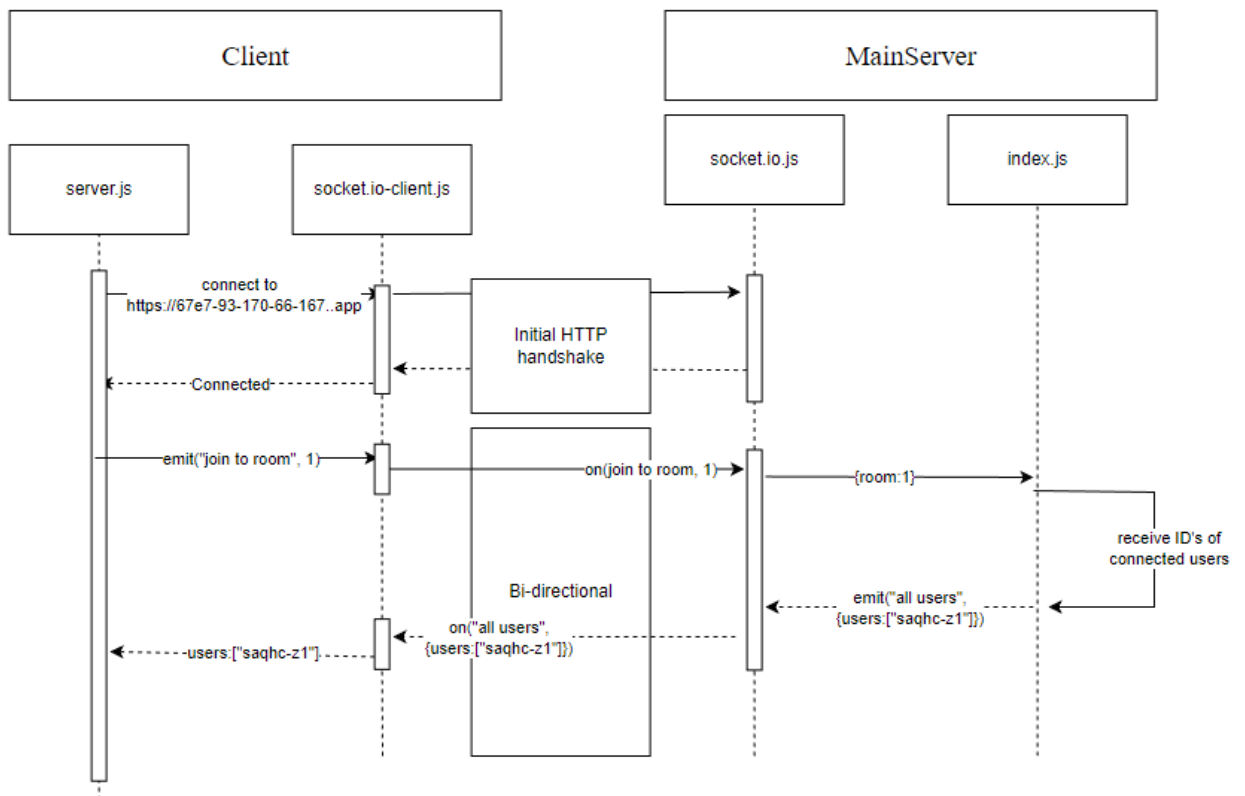 Client
MainServer
server.js
socket.io-client.js
socket.io.js
index.js
connect to
https://67e7-93-170-66-167..app
Initial HTTP
handshake
Connected
emit("join to room", 1)
on(join to room, 1)
{room:1}
receive ID's of
connected users
Bi-directional
emit("all users",
{users:["saqhc-z1"]})
on("all users",
{users:["saqhc-z1"]})
users:["saqhc-z1"]